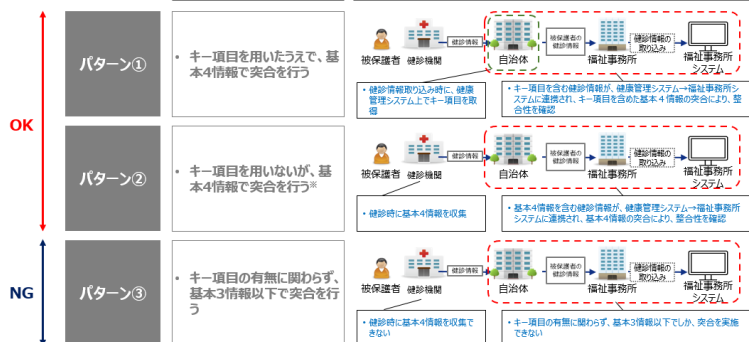 OK
パターン①
• キー項目を用いたうえで、基
本4情報で突合を行う
被保護者
健診機関
健診情報
自治体
被保護者の
健診情報
福祉事務所
健診情報の
取り込み
福祉事務所
システム
• 健診情報取り込み時に、健康
管理システム上でキー項目を取
得
• キー項目を含む健診情報が、健康管理システム→福祉事務所シ
ステムに連携され、キー項目を含めた基本4情報の突合により、整
合性を確認
パターン②
• キー項目を用いないが、基
本4情報で突合を行う※
被保護者
健診機関
健診情報
自治体
被保護者の
健診情報
福祉事務所
健診情報の
取り込み
福祉事務所
システム
• 健診時に基本4情報を収集
• 基本4情報を含む健診情報が、健康管理システム→福祉事務所
システムに連携され、基本4情報の突合により、整合性を確認
NG
パターン③
• キー項目の有無に関わらず、
基本3情報以下で突合を行
う
被保護者
健診機関
健診情報
自治体
被保護者の
健診情報
福祉事務所
健診情報の
取り込み
福祉事務所
システム
• 健診時に基本4情報を収集で
きない
• キー項目の有無に関わらず、基本3情報以下でしか、突合を実施
できない